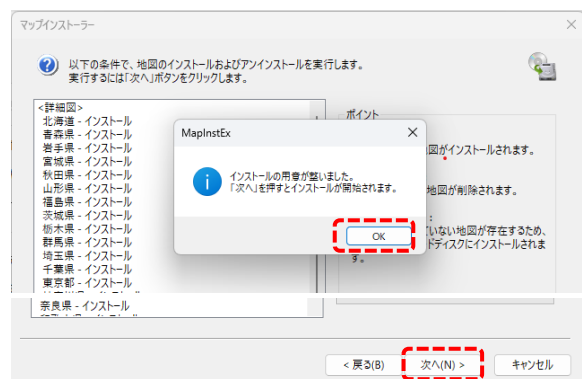 マップインストーラー
以下の条件で、地図のインストールおよびアンインストールを実行します。
実行するには「次へ」ボタンをクリックします。
<詳細図>
北海道 - インストール
青森県 - インストール
岩手県 - インストール
宮城県 - インストール
秋田県 - インストール
山形県 - インストール
福島県 - インストール
茨城県 - インストール
栃木県 - インストール
群馬県 - インストール
埼玉県 - インストール
千葉県 - インストール
東京都 - インストール
奈良県 - インストール
ポイント
図がインストールされます。
地図が削除されます。
:
いない地図が存在するため、
ドディスクにインストールされま
す。
MapInstEx
インストールの用意が整いました。
「次へ」を押すとインストールが開始されます。
OK
< 戻る(B)
次へ(N) >
キャンセル